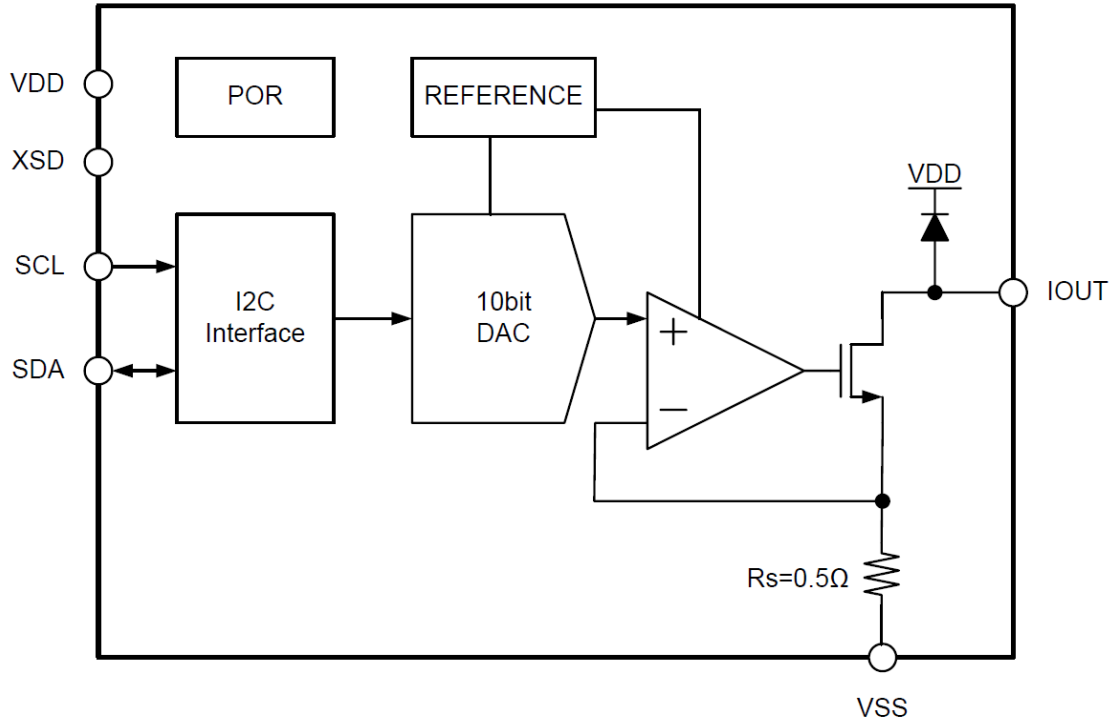 VDD
POR
REFERENCE
XSD
VDD
SCL
I2C
Interface
10bit
DAC
+
IOUT
SDA
−
Rs=0.5Ω
VSS